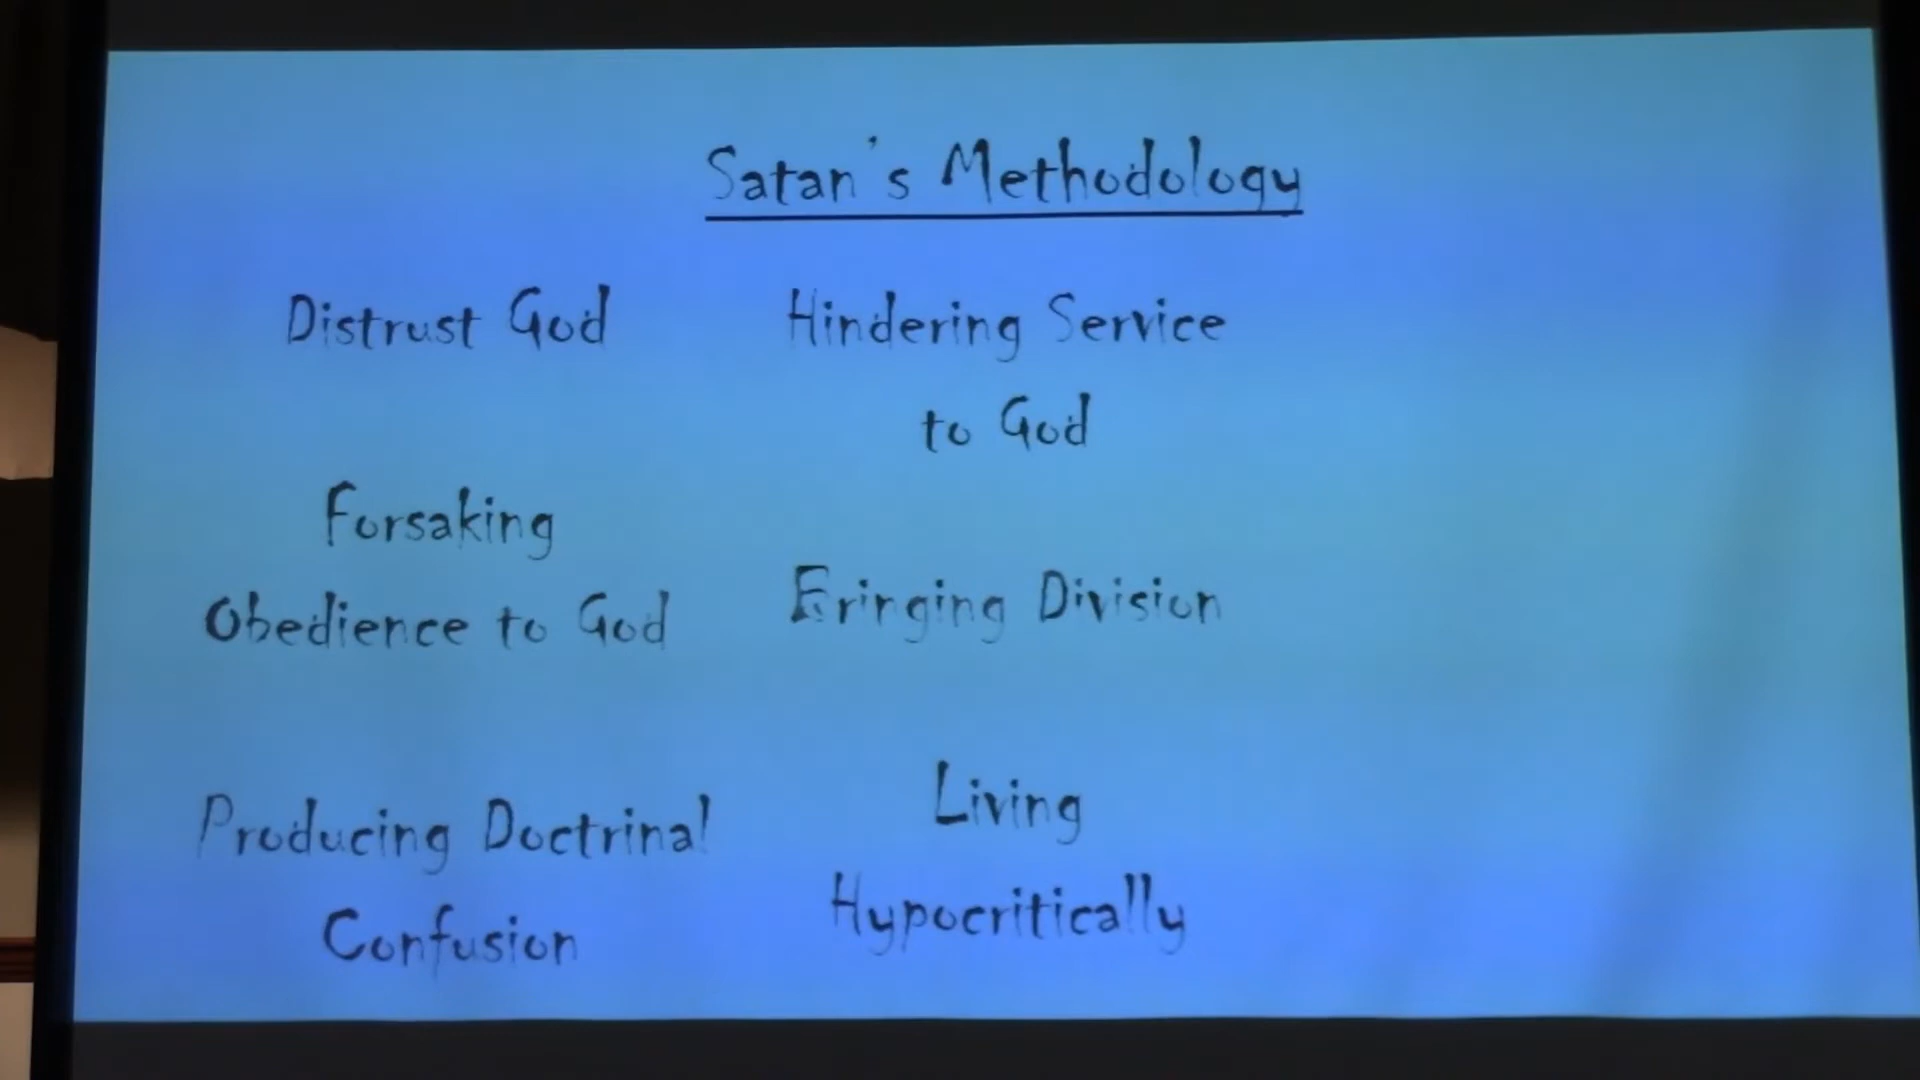 Satan's Methodology
Distrust God
Forsaking
Obedience to God
Producing Doctrinal
Confusion
Hindering Service
to God
Bringing Division
Living
Hypocritically